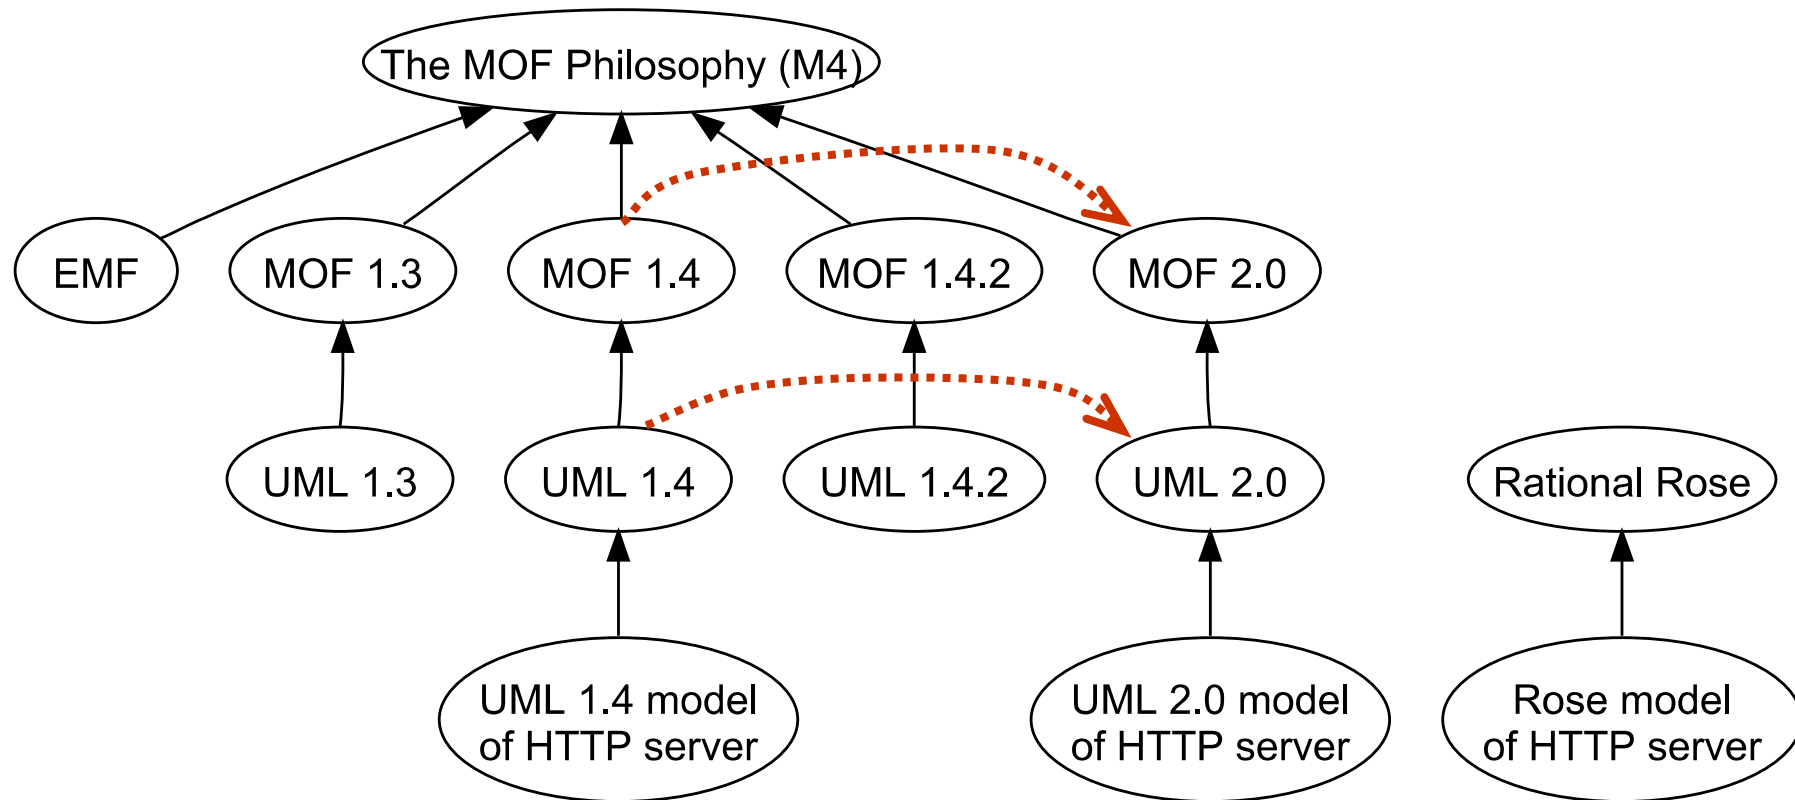 The MOF Philosophy (M4)
EMF
MOF 1.3
MOF 1.4
MOF 1.4.2
MOF 2.0
UML 1.3
UML 1.4
UML 1.4.2
UML 2.0
Rational Rose
UML 1.4 model
of HTTP server
UML 2.0 model
of HTTP server
Rose model
of HTTP server